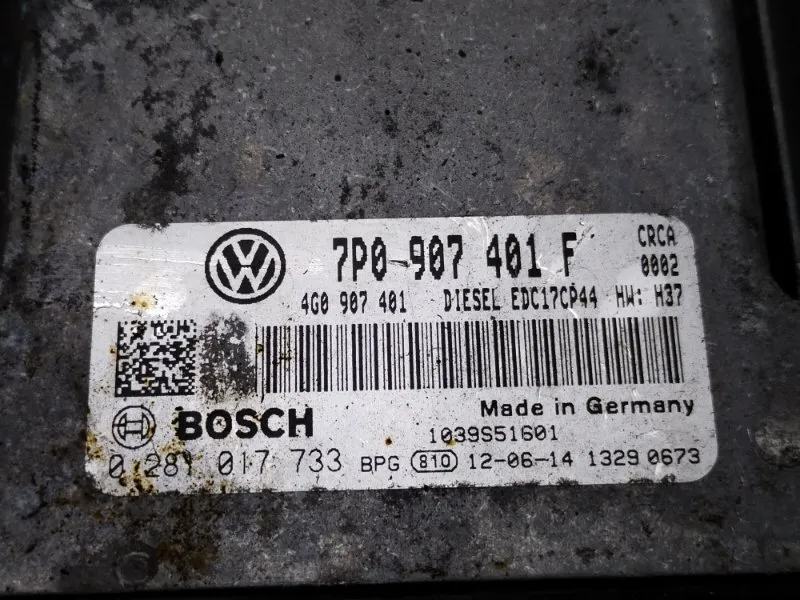 7P0 907 401 F CRCA
0002
4G0 907 401 DIESEL EDC17CP44 HW: H37
BOSCH Made in Germany
1039S51601
0 281 017 733 BPG 810 12-06-14 1329 0673